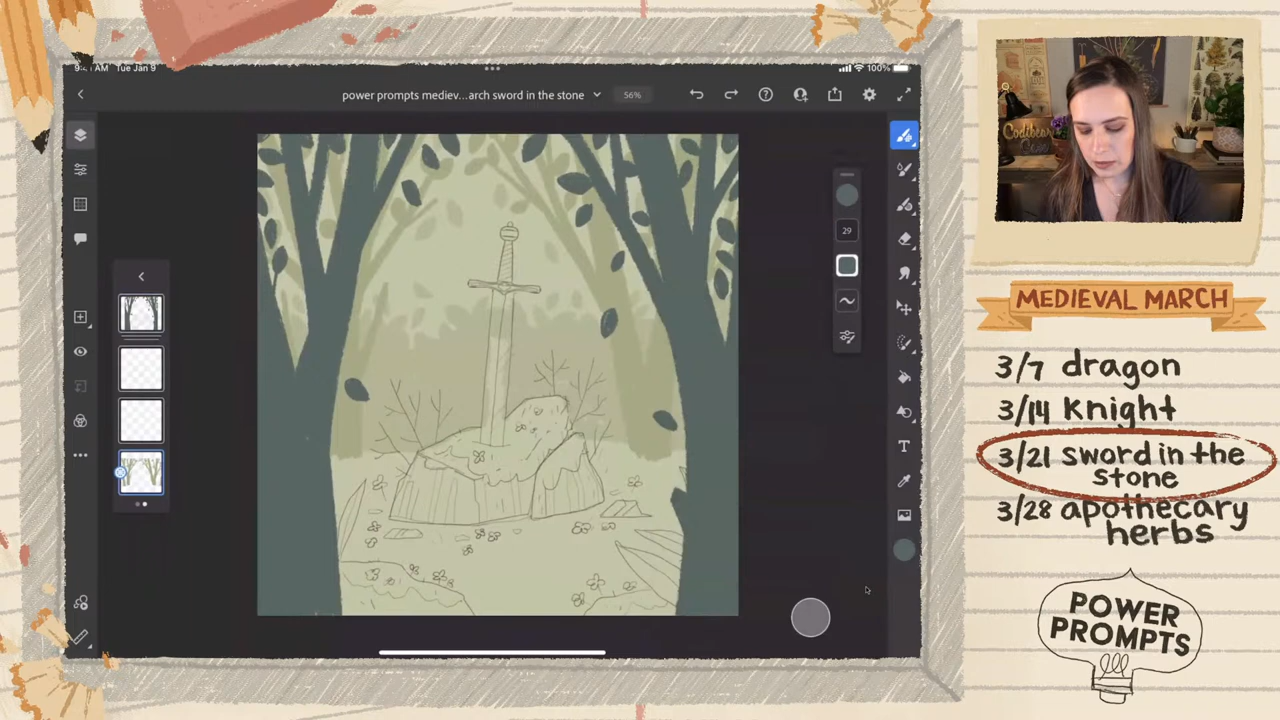 9:41 AM Tue Jan 9
100%
power prompts mediev...arch sword in the stone
56%
29
T
MEDIEVAL MARCH
3/7 dragon
3/14 knight
3/21 sword in the
stone
3/28 apothecary
herbs
POWER
PROMPTS